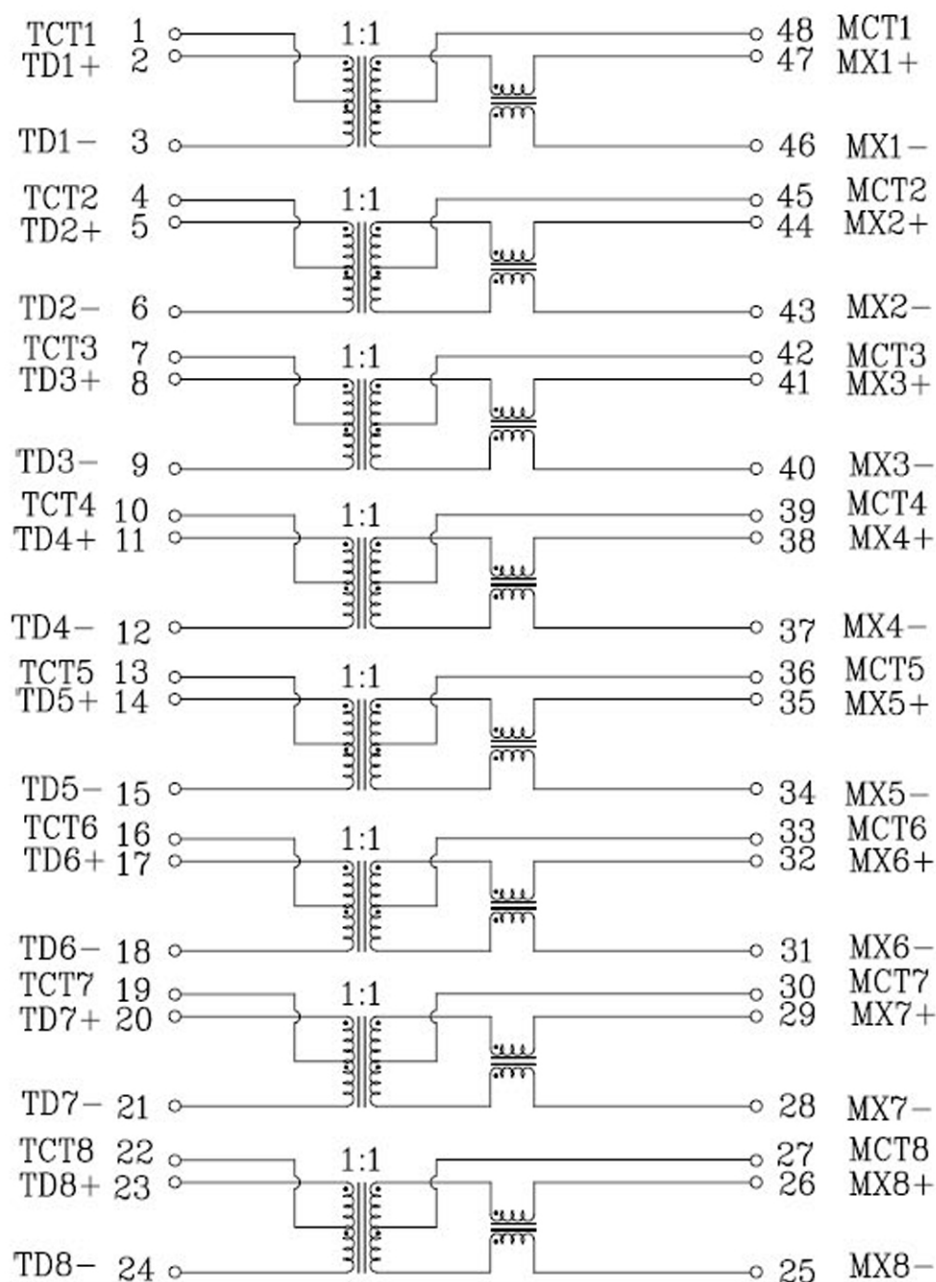 TCT1 1 1:1 48 MCT1
TD1+ 2 47 MX1+
TD1- 3 46 MX1-
TCT2 4 1:1 45 MCT2
TD2+ 5 44 MX2+
TD2- 6 43 MX2-
TCT3 7 1:1 42 MCT3
TD3+ 8 41 MX3+
TD3- 9 40 MX3-
TCT4 10 1:1 39 MCT4
TD4+ 11 38 MX4+
TD4- 12 37 MX4-
TCT5 13 1:1 36 MCT5
TD5+ 14 35 MX5+
TD5- 15 34 MX5-
TCT6 16 1:1 33 MCT6
TD6+ 17 32 MX6+
TD6- 18 31 MX6-
TCT7 19 1:1 30 MCT7
TD7+ 20 29 MX7+
TD7- 21 28 MX7-
TCT8 22 1:1 27 MCT8
TD8+ 23 26 MX8+
TD8- 24 25 MX8-